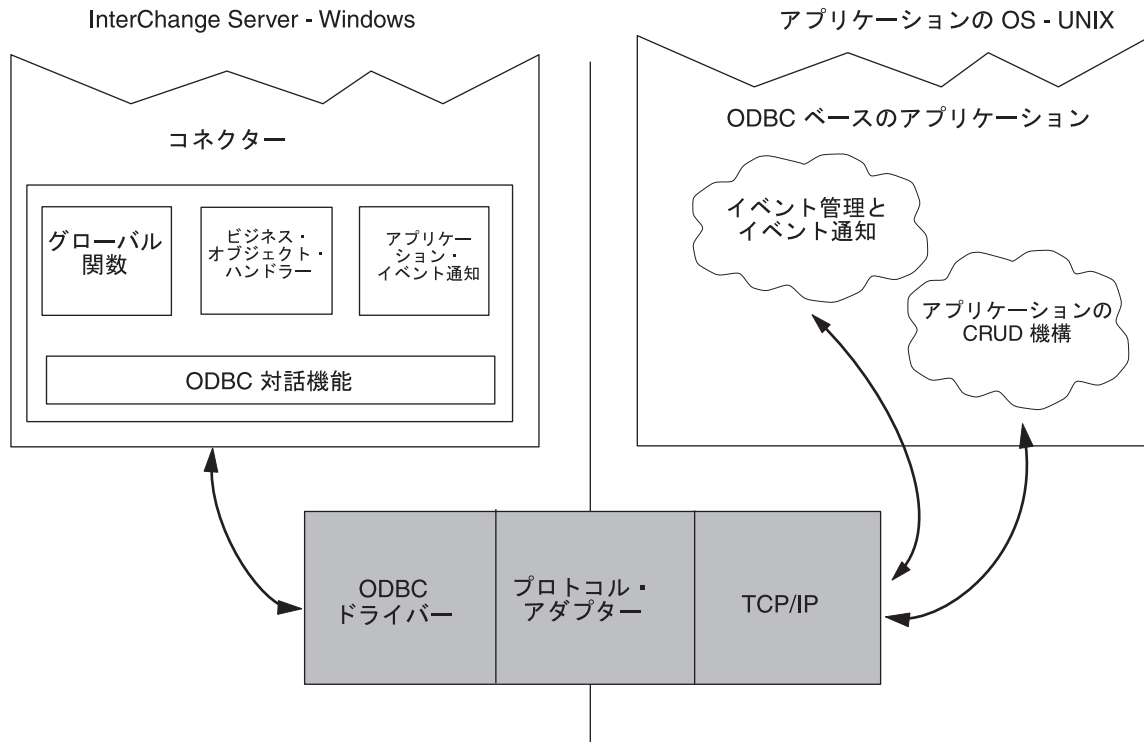 InterChange Server - Windows
アプリケーションの OS - UNIX
コネクター
グローバル
関数
ビジネス・
オブジェクト・
ハンドラー
アプリケー
ション・
イベント通知
ODBC 対話機能
ODBC ベースのアプリケーション
イベント管理と
イベント通知
アプリケーションの
CRUD 機構
ODBC
ドライバー
プロトコル・
アダプター
TCP/IP